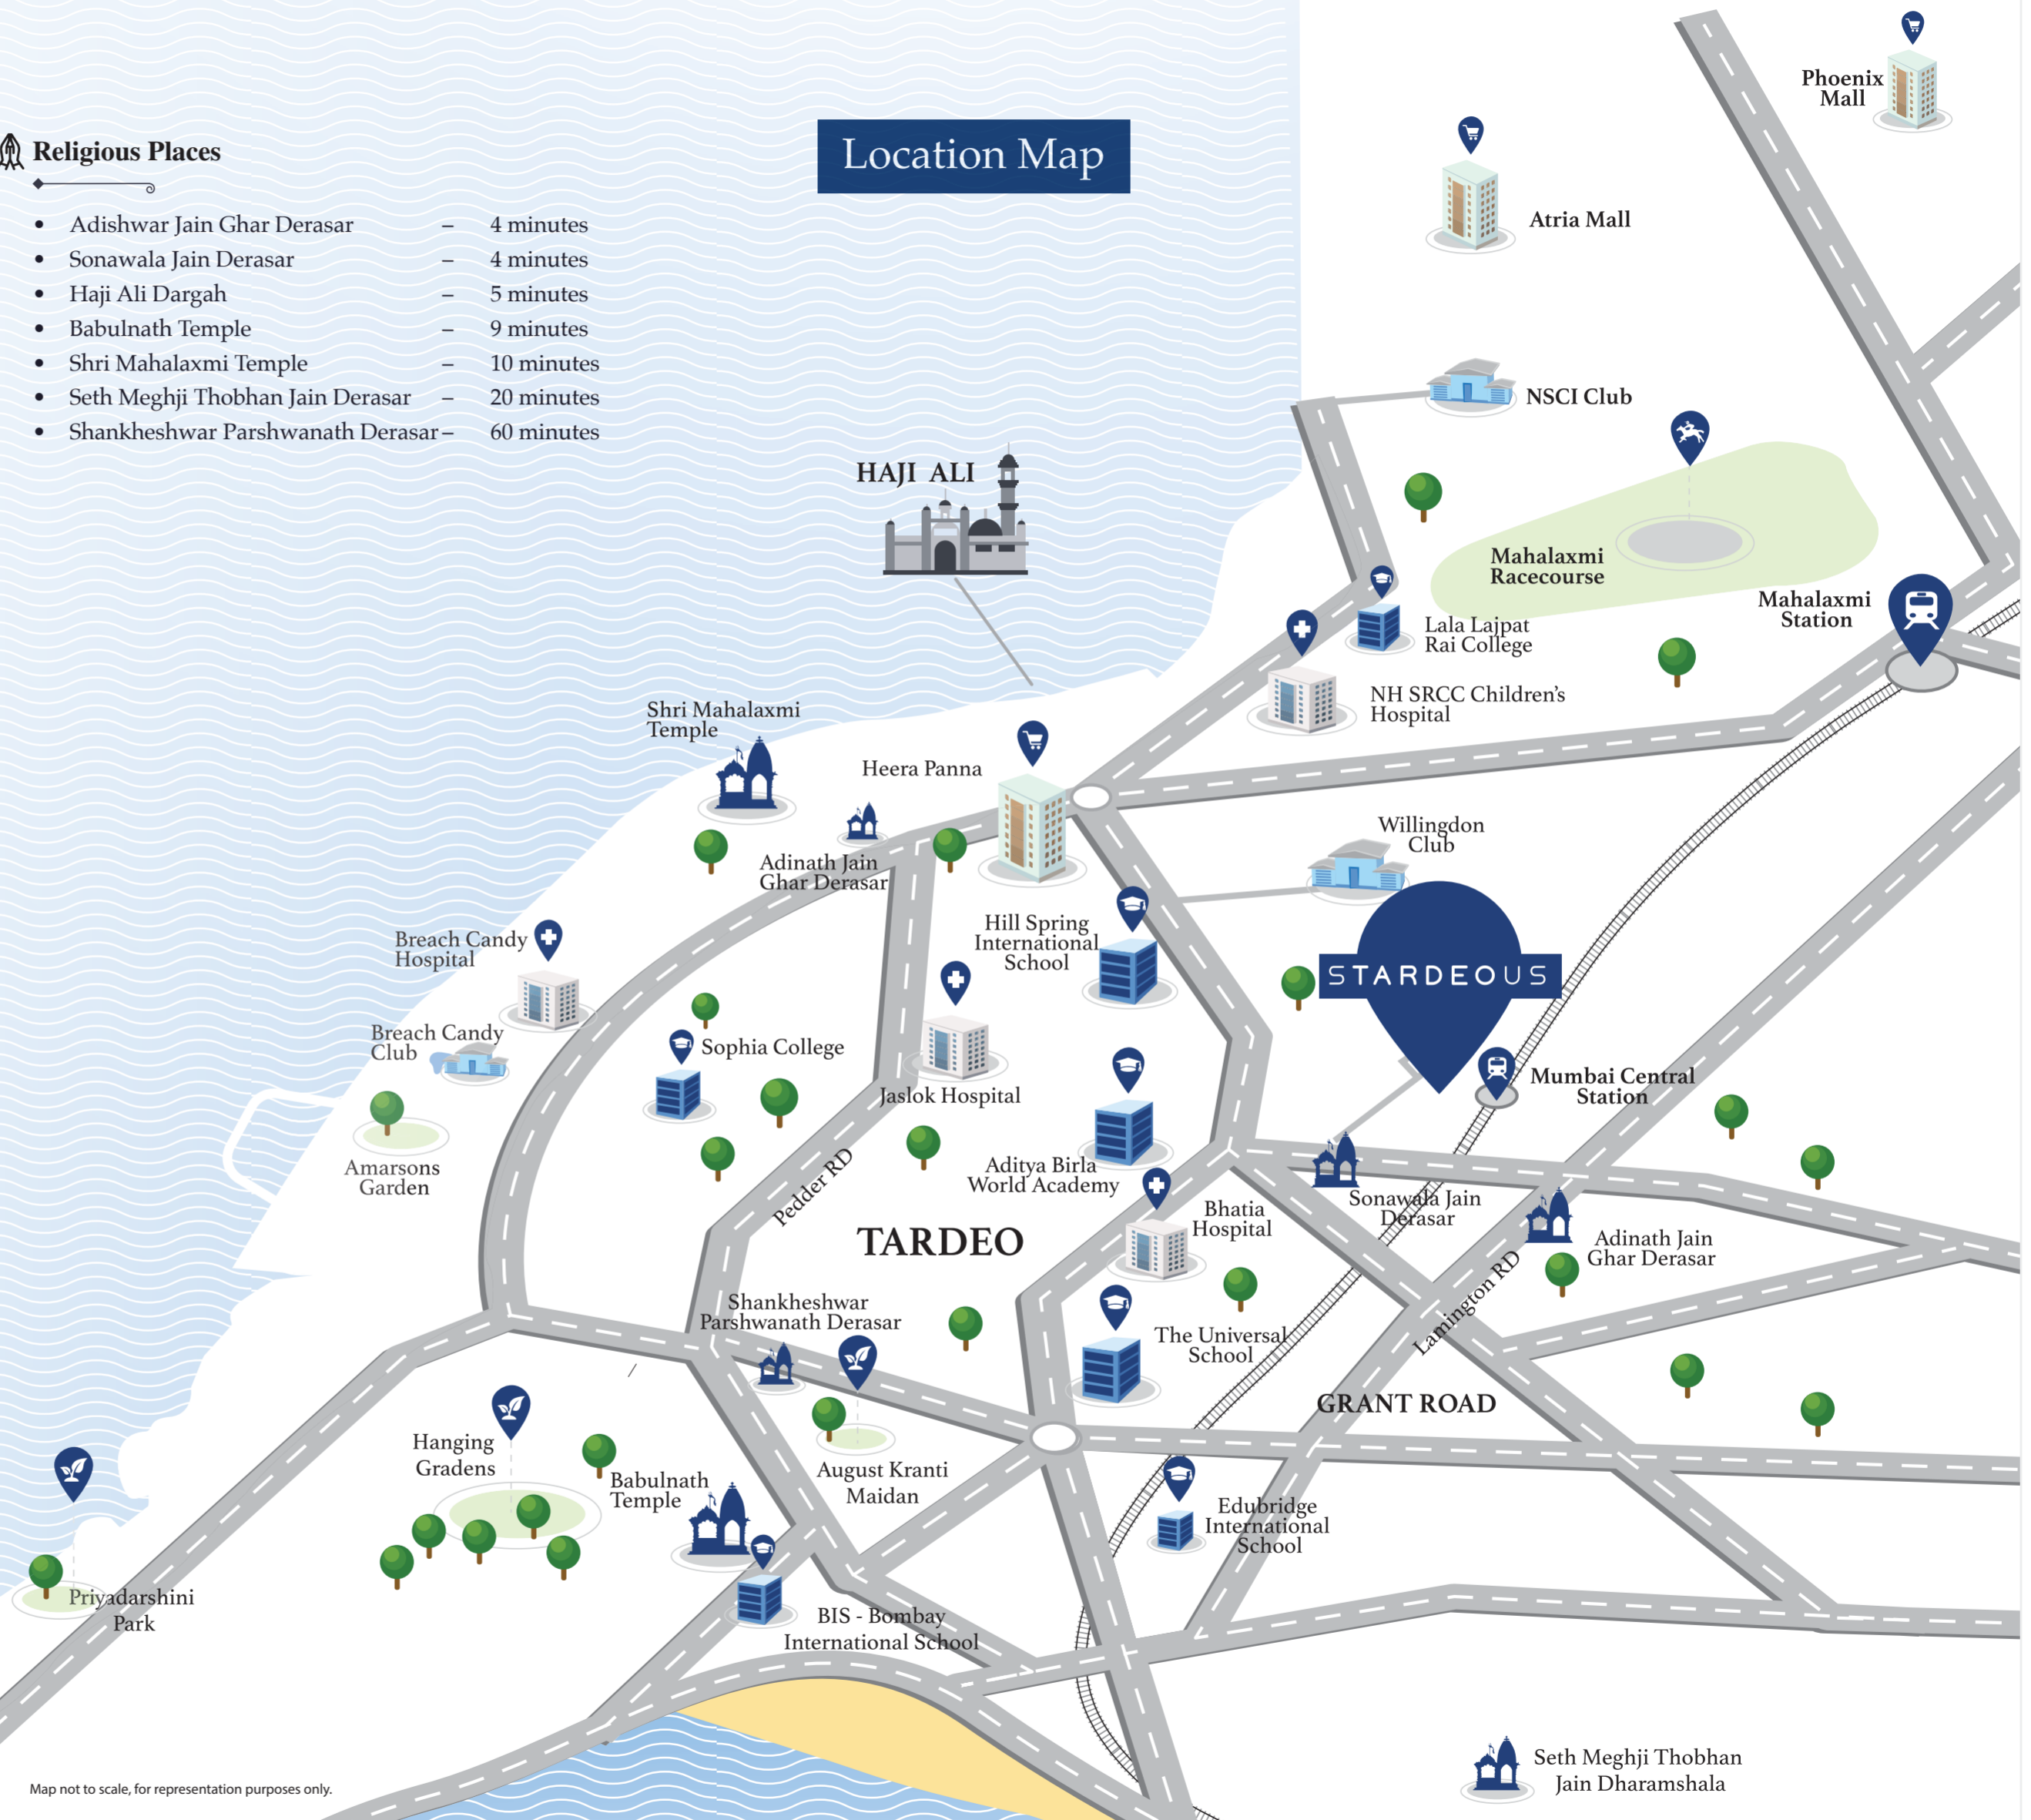 Location Map
Religious Places
• Adishwar Jain Ghar Derasar – 4 minutes
• Sonawala Jain Derasar – 4 minutes
• Haji Ali Dargah – 5 minutes
• Babulnath Temple – 9 minutes
• Shri Mahalaxmi Temple – 10 minutes
• Seth Meghji Thobhan Jain Derasar – 20 minutes
• Shankheshwar Parshwanath Derasar – 60 minutes
Phoenix
Mall
Atria Mall
NSCI Club
HAJI ALI
Mahalaxmi
Racecourse
Mahalaxmi
Station
Lala Lajpat
Rai College
NH SRCC Children's
Hospital
Shri Mahalaxmi
Temple
Heera Panna
Willingdon
Club
Adinath Jain
Ghar Derasar
Breach Candy
Hospital
Hill Spring
International
School
STARDEOUS
Breach Candy
Club
Sophia College
Jaslok Hospital
Mumbai Central
Station
Amarsons
Garden
Pedder RD
Aditya Birla
World Academy
Bhatia
Hospital
Sonawala Jain
Derasar
TARDEO
Adinath Jain
Ghar Derasar
Lamington RD
Shankheshwar
Parshwanath Derasar
The Universal
School
GRANT ROAD
Hanging
Gradens
Babulnath
Temple
August Kranti
Maidan
Edubridge
International
School
Priyadarshini
Park
BIS - Bombay
International School
Seth Meghji Thobhan
Jain Dharamshala
Map not to scale, for representation purposes only.